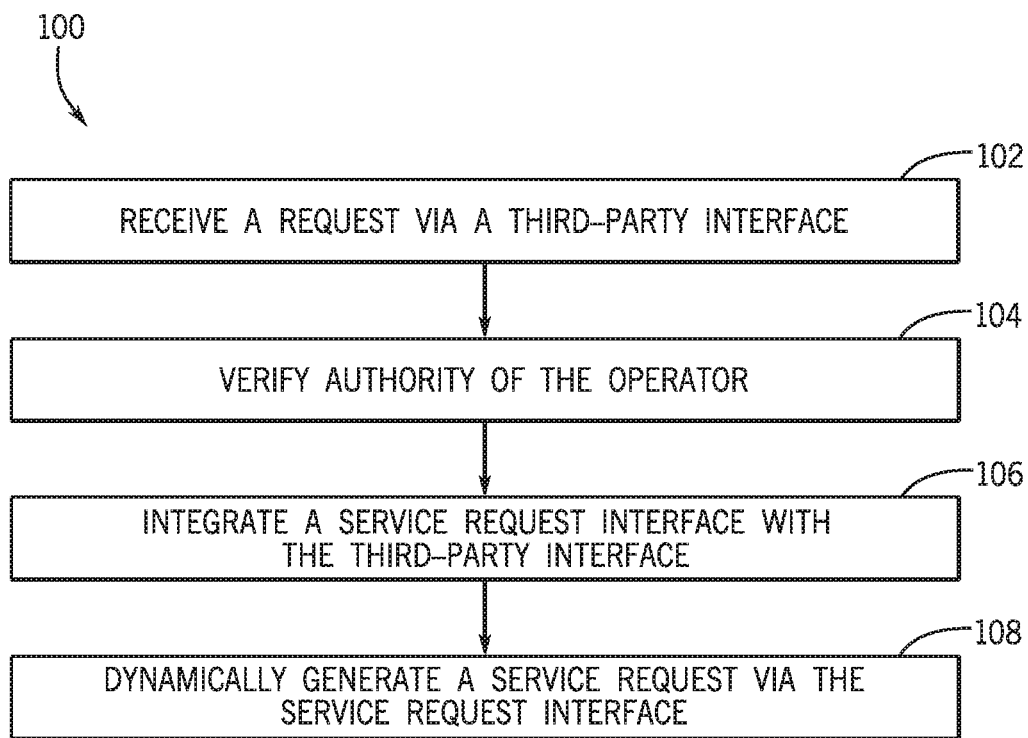 100
102
RECEIVE A REQUEST VIA A THIRD-PARTY INTERFACE
104
VERIFY AUTHORITY OF THE OPERATOR
106
INTEGRATE A SERVICE REQUEST INTERFACE WITH
THE THIRD-PARTY INTERFACE
108
DYNAMICALLY GENERATE A SERVICE REQUEST VIA THE
SERVICE REQUEST INTERFACE